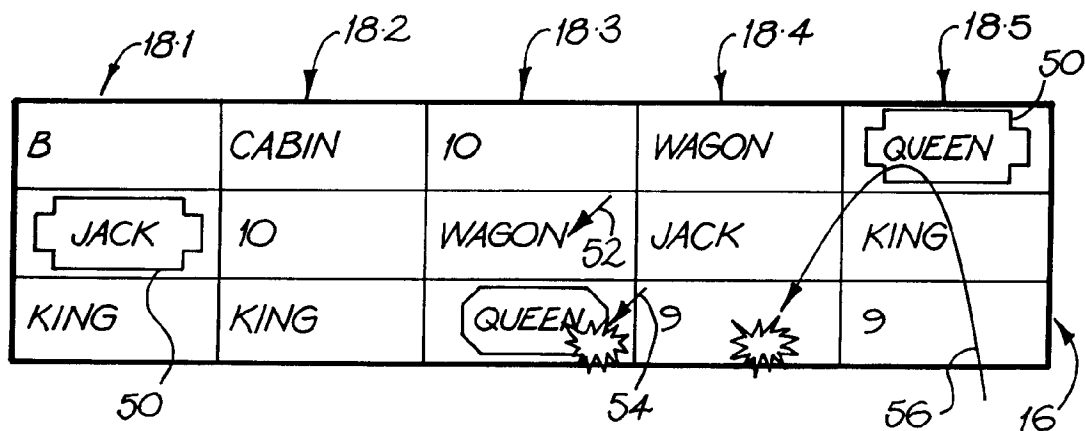 18·1 18·2 18·3 18·4 18·5
50
B CABIN 10 WAGON QUEEN
JACK 10 WAGON JACK KING
52
KING KING QUEEN 9 9
50 54 56 16